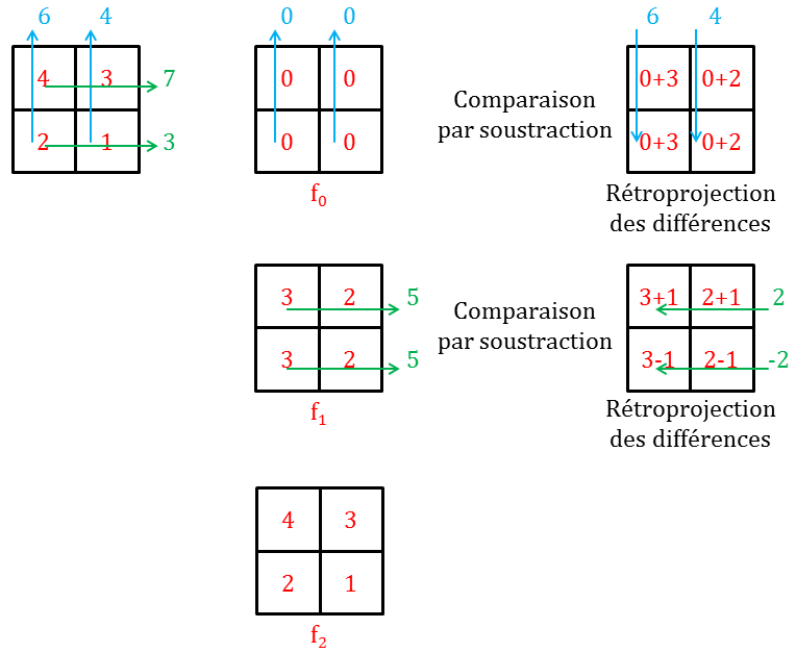 6 4
4 3 7
2 1 3
0 0
0 0
0 0
f₀
Comparaison
par soustraction
6 4
0+3 0+2
0+3 0+2
Rétroprojection
des différences
3 2 5
3 2 5
f₁
Comparaison
par soustraction
3+1 2+1 2
3-1 2-1 -2
Rétroprojection
des différences
4 3
2 1
f₂